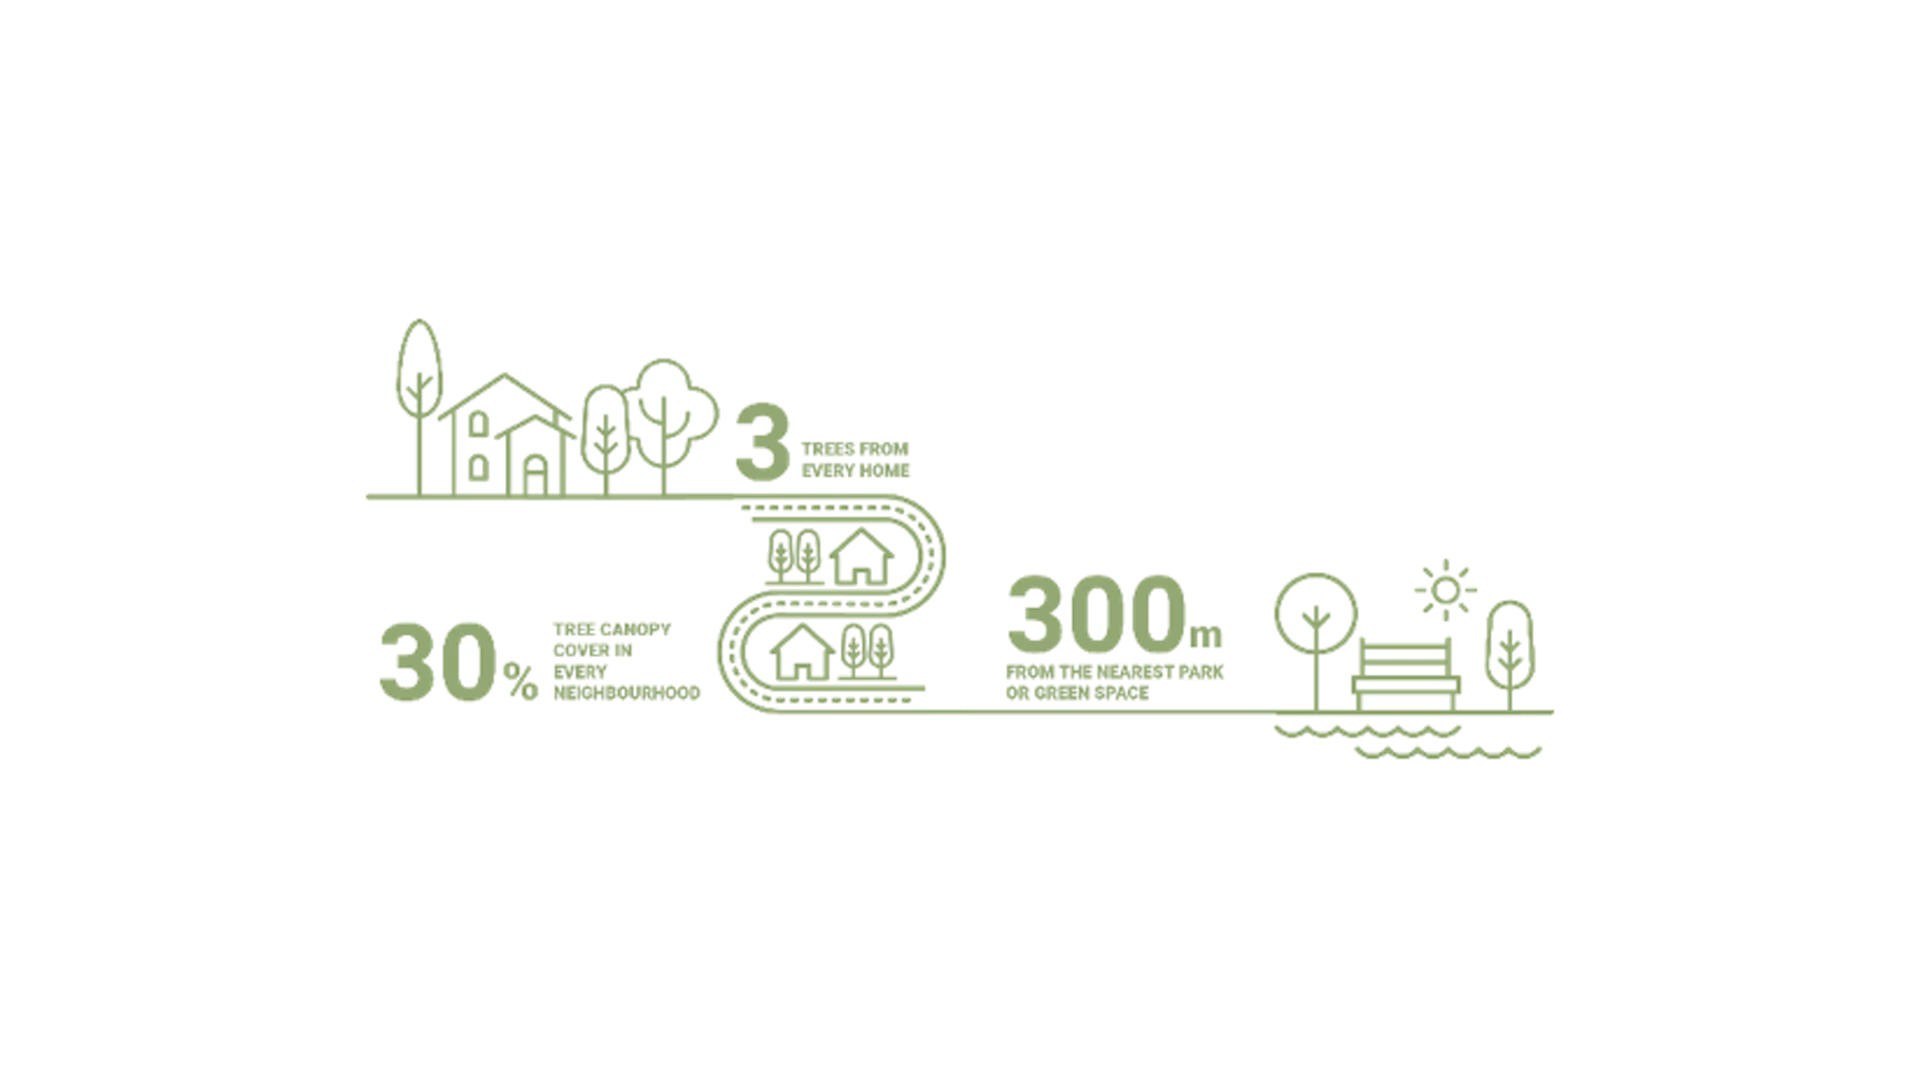 3
TREES FROM
EVERY HOME
30%
TREE CANOPY
COVER IN
EVERY
NEIGHBOURHOOD
300m
FROM THE NEAREST PARK
OR GREEN SPACE